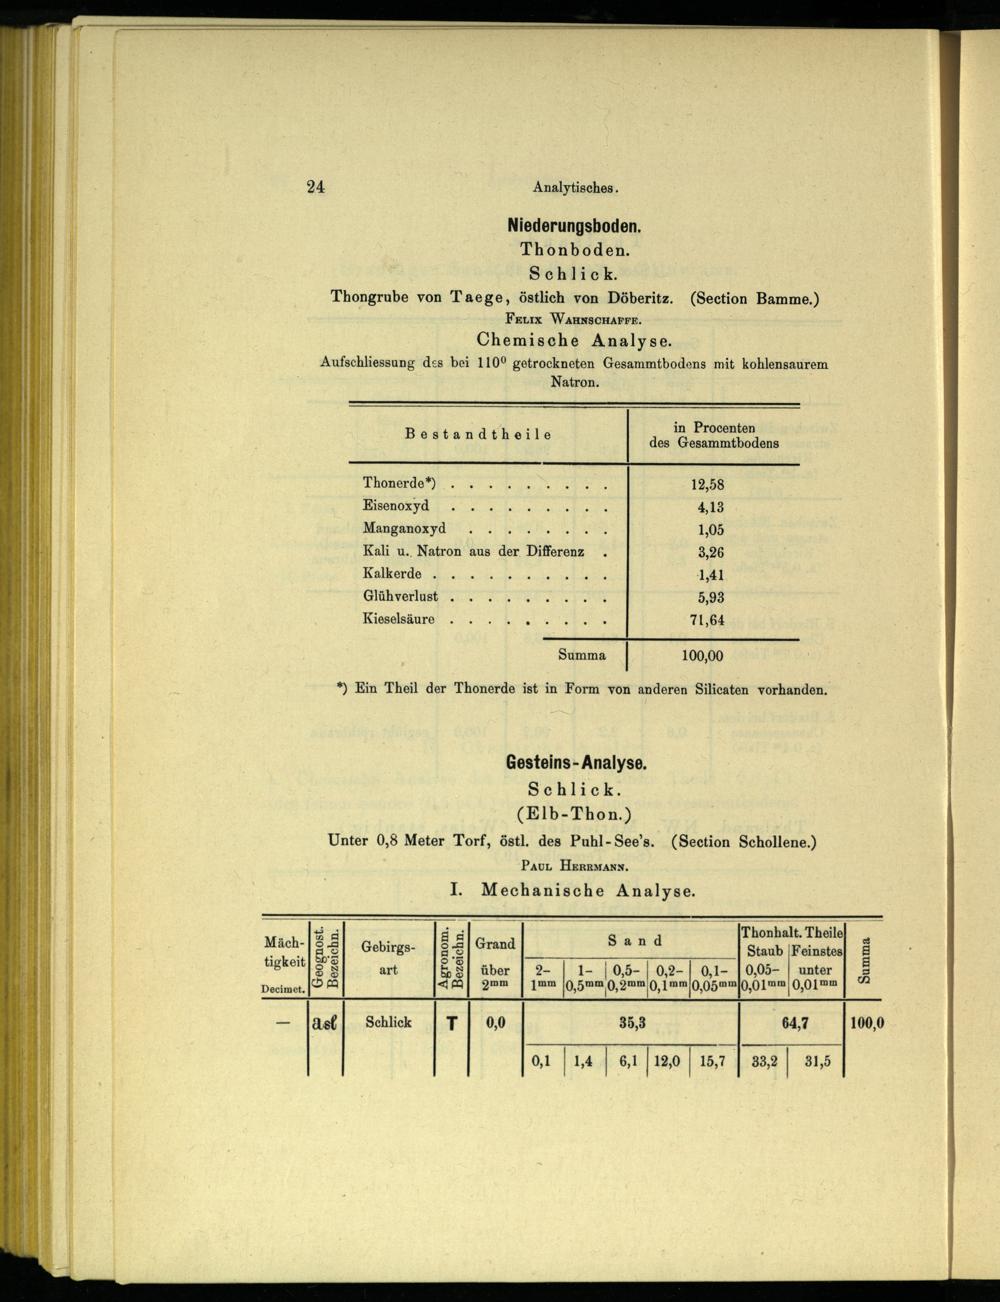 24 Analytisches.
Niederungsboden.
Thonboden.
Schlick.
Thongrube von Taege, östlich von Döberitz. (Section Bamme.)
Felix Wahnschaffe.
Chemische Analyse.
Aufschliessung des bei 110⁰ getrockneten Gesammtbodens mit kohlensaurem
Natron.
Bestandtheile
in Procenten
des Gesammtbodens
Thonerde*) . . . . . . . . . 12,58
Eisenoxyd . . . . . . . . . 4,13
Manganoxyd . . . . . . . . 1,05
Kali u. Natron aus der Differenz . 3,26
Kalkerde . . . . . . . . . . 1,41
Glühverlust . . . . . . . . . 5,93
Kieselsäure . . . . . . . . . 71,64
Summa 100,00
*) Ein Theil der Thonerde ist in Form von anderen Silicaten vorhanden.
Gesteins-Analyse.
Schlick.
(Elb-Thon.)
Unter 0,8 Meter Torf, östl. des Puhl-See's. (Section Schollene.)
Paul Herrmann.
I. Mechanische Analyse.
Mäch-
tigkeit
Decimet.
Geognost.
Bezeichn.
Gebirgs-
art
Agronom.
Bezeichn.
Grand
über
2mm
Sand
2- 1- 0,5- 0,2- 0,1-
1mm 0,5mm 0,2mm 0,1mm 0,05mm
Thonhalt. Theile
Staub Feinstes
0,05- unter
0,01mm 0,01mm
Summa
— asl Schlick T 0,0 35,3 64,7 100,0
0,1 1,4 6,1 12,0 15,7 33,2 31,5